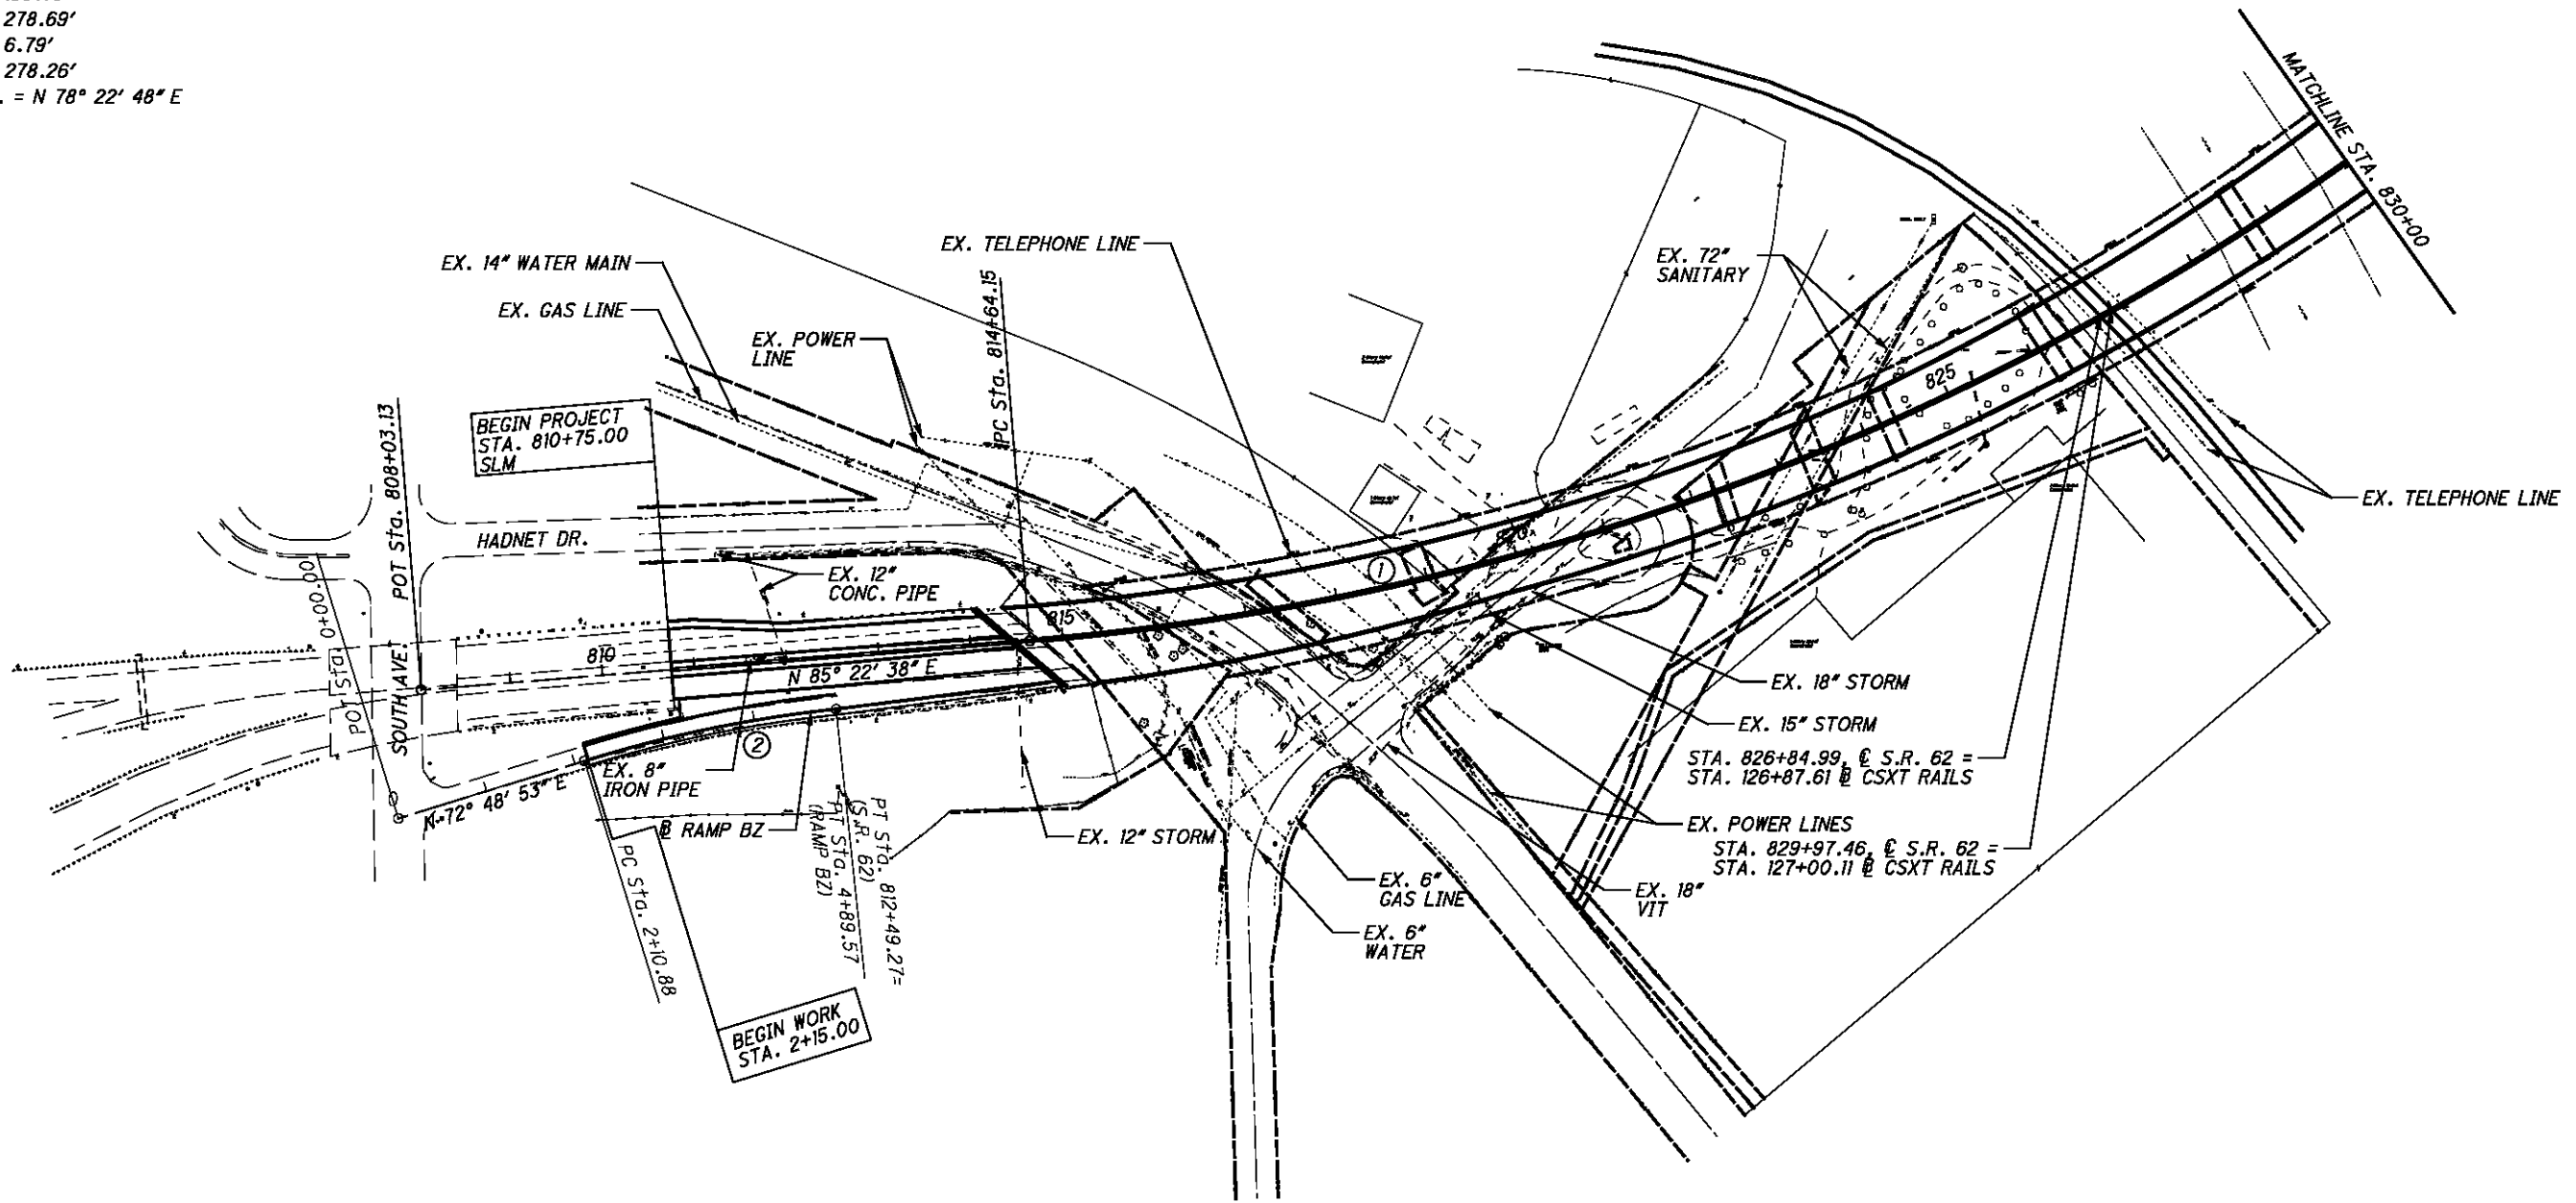 278.69'
6.79'
278.26'
. = N 78° 22' 48" E
MATCHLINE STA. 830+00
EX. TELEPHONE LINE
EX. 14" WATER MAIN
EX. 72"
SANITARY
EX. GAS LINE
EX. POWER
LINE
PC Sta. 814+64.15
825
POT Sta. 808+03.13
BEGIN PROJECT
STA. 810+75.00
SLM
EX. TELEPHONE LINE
HADNET DR.
EX. 12"
CONC. PIPE
1
POT Sta. 0+00.00
815
810
N 85° 22' 38" E
SOUTH AVE.
EX. 18" STORM
EX. 15" STORM
2
STA. 826+84.99, ℄ S.R. 62 =
STA. 126+87.61 ⅊ CSXT RAILS
EX. 8"
IRON PIPE
N 72° 48' 53" E
⅊ RAMP BZ
EX. 12" STORM
EX. POWER LINES
STA. 829+97.46, ℄ S.R. 62 =
STA. 127+00.11 ⅊ CSXT RAILS
PT Sta. 812+49.27=
(S.R. 62)
PT Sta. 4+89.57
(RAMP BZ)
PC Sta. 2+10.88
EX. 6"
GAS LINE
EX. 18"
VIT
EX. 6"
WATER
BEGIN WORK
STA. 2+15.00